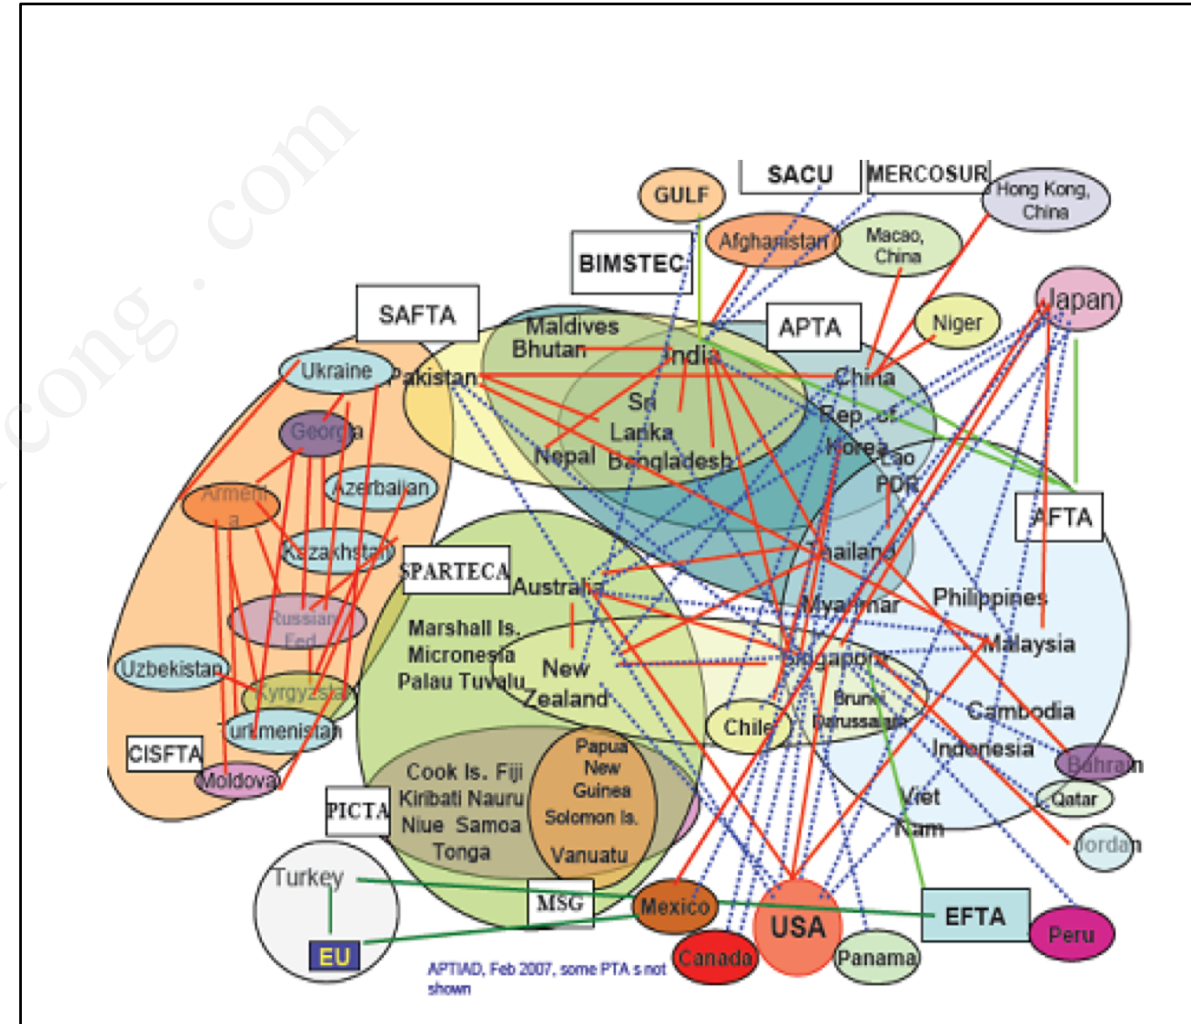 cong . com
SACU
MERCOSUR
Hong Kong,
China
GULF
Afghanistan
Macao,
China
BIMSTEC
Japan
SAFTA
APTA
Niger
Maldives
Bhutan
India
Ukraine
Pakistan
China
Sri
Lanka
Rep. of
Korea
Georgia
Nepal
Bangladesh
Lao
PDR
Azerbaijan
Armeni
a
AFTA
Kazakhstan
Thailand
SPARTECA
Australia
Myanmar
Philippines
Russian
Fed.
Marshall Is.
Micronesia
Palau Tuvalu
New
Zealand
Singapore
Malaysia
Uzbekistan
Kyrgyzstan
Brunei
Darussalam
Cambodia
Turkmenistan
Chile
Indonesia
CISFTA
Moldova
Papua
New
Guinea
Bahrain
Cook Is. Fiji
Kiribati Nauru
Niue Samoa
Tonga
Solomon Is.
Vanuatu
PICTA
Viet
Nam
Qatar
Jordan
Turkey
MSG
Mexico
USA
EFTA
Peru
EU
Canada
Panama
APTIAD, Feb 2007, some PTA s not
shown